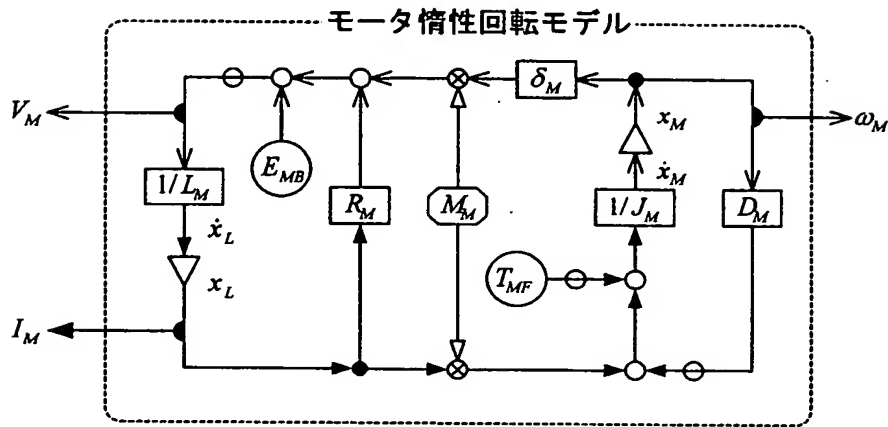 モータ慣性回転モデル
V_M
1/L_M
ẋ_L
x_L
I_M
E_MB
R_M
M_M
δ_M
x_M
ẋ_M
1/J_M
T_MF
D_M
ω_M